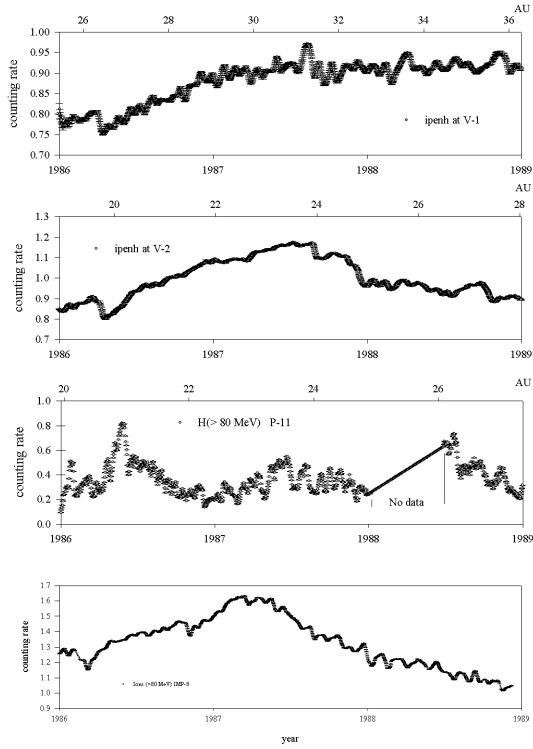 AU
26 28 30 32 34 36
1.00
0.95
0.90
0.85
0.80
0.75
0.70
counting rate
ipenh at V-1
1986 1987 1988 1989
AU
20 22 24 26 28
1.3
1.2
1.1
1.0
0.9
0.8
0.7
counting rate
ipenh at V-2
1986 1987 1988 1989
20 22 24 26 AU
1.0
0.8
0.6
0.4
0.2
0.0
counting rate
H(> 80 MeV) P-11
No data
1986 1987 1988 1989
1.7
1.6
1.5
1.4
1.3
1.2
1.1
1.0
0.9
counting rate
Ions (>80 MeV) IMP-8
1986 1987 1988 1989
year